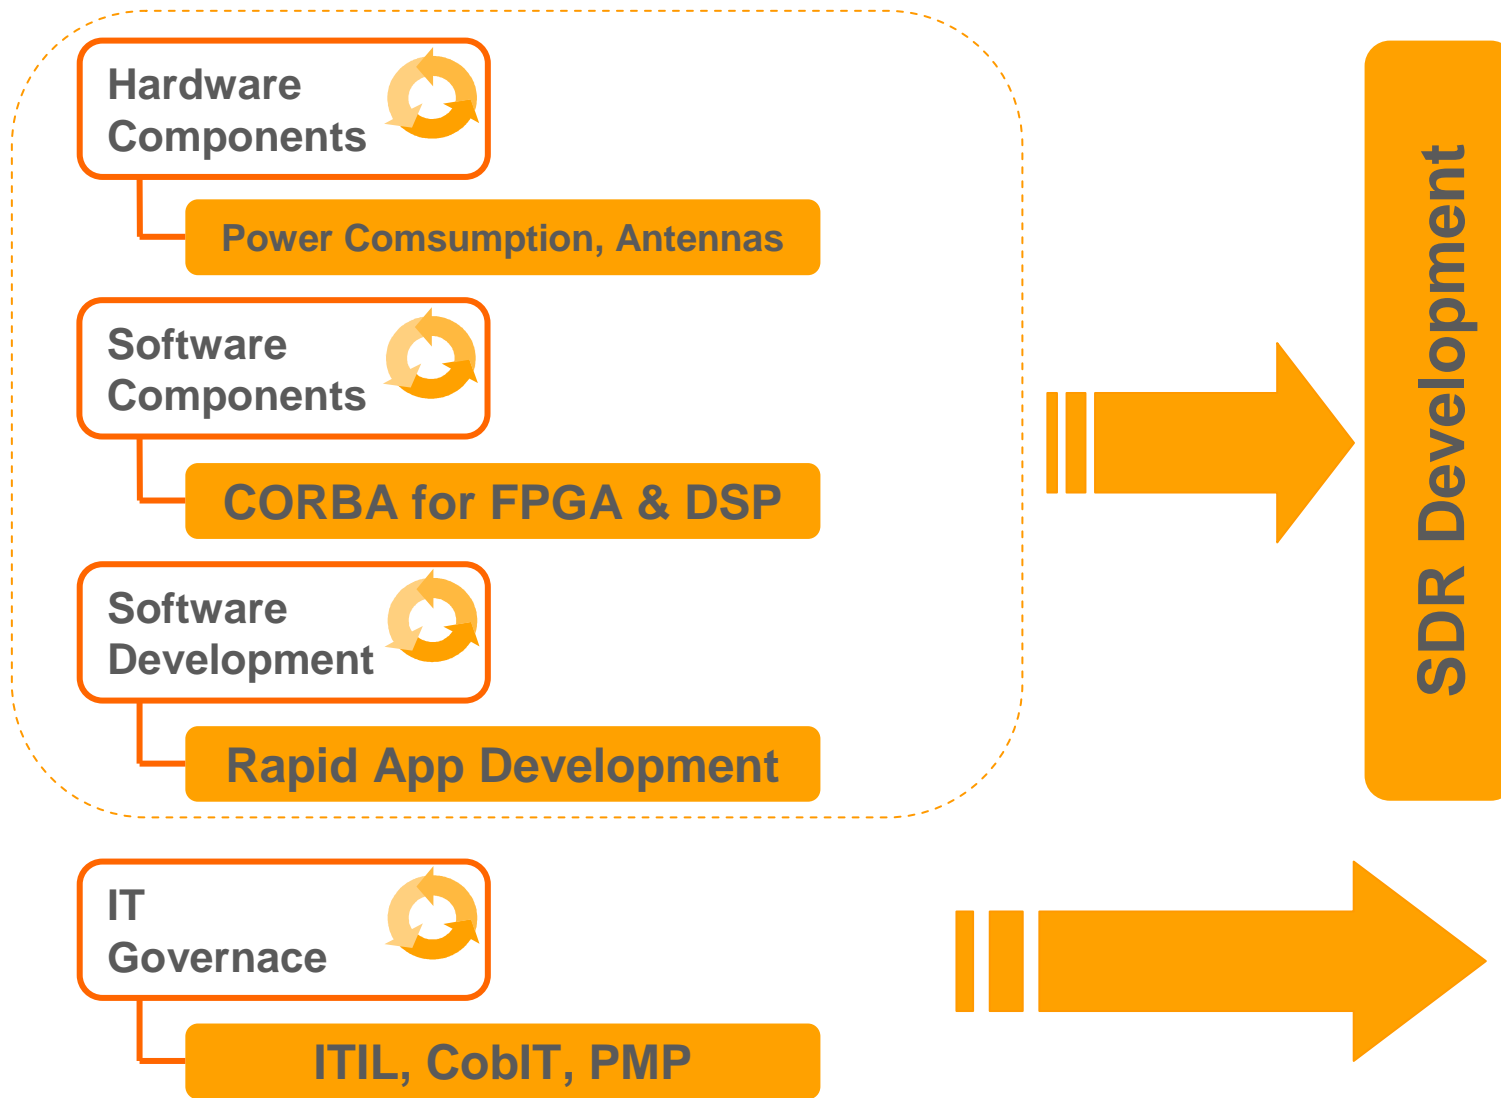 Hardware
Components
Power Comsumption, Antennas
Software
Components
CORBA for FPGA & DSP
Software
Development
Rapid App Development
IT
Governace
ITIL, CobIT, PMP
SDR Development